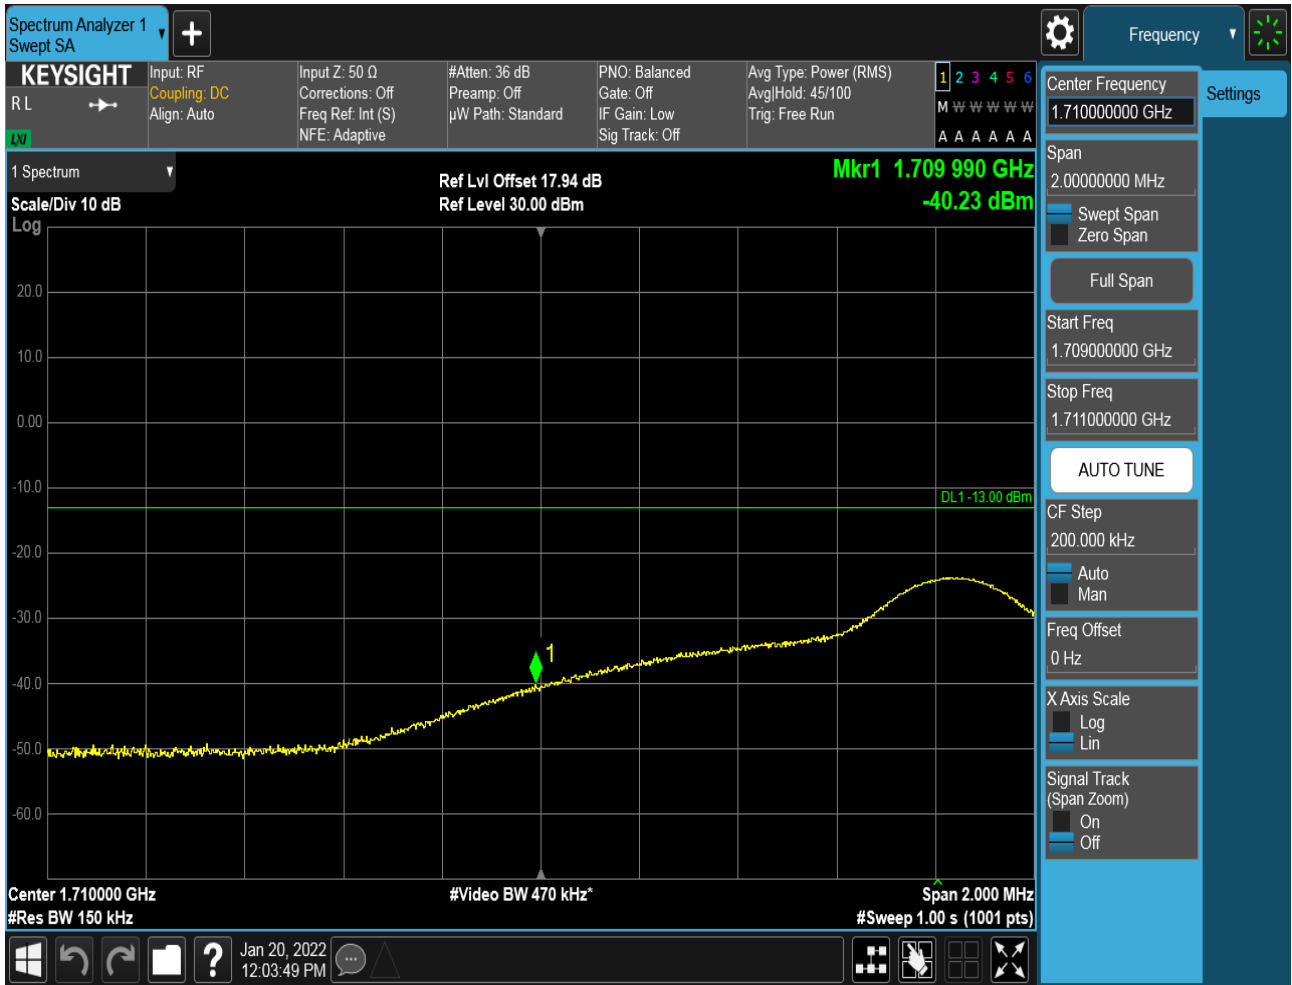 Spectrum Analyzer 1
Swept SA
Frequency
KEYSIGHT
R L
LXI
Input: RF
Coupling: DC
Align: Auto
Input Z: 50 Ω
Corrections: Off
Freq Ref: Int (S)
NFE: Adaptive
#Atten: 36 dB
Preamp: Off
µW Path: Standard
PNO: Balanced
Gate: Off
IF Gain: Low
Sig Track: Off
Avg Type: Power (RMS)
Avg|Hold: 45/100
Trig: Free Run
1 2 3 4 5 6
M W W W W W
A A A A A A
1 Spectrum
Scale/Div 10 dB
Log
Ref Lvl Offset 17.94 dB
Ref Level 30.00 dBm
Mkr1 1.709 990 GHz
-40.23 dBm
20.0
10.0
0.00
-10.0
DL1 -13.00 dBm
-20.0
-30.0
1
-40.0
-50.0
-60.0
Center 1.710000 GHz
#Video BW 470 kHz*
Span 2.000 MHz
#Res BW 150 kHz
#Sweep 1.00 s (1001 pts)
Jan 20, 2022
12:03:49 PM
Center Frequency
1.710000000 GHz
Settings
Span
2.00000000 MHz
Swept Span
Zero Span
Full Span
Start Freq
1.709000000 GHz
Stop Freq
1.711000000 GHz
AUTO TUNE
CF Step
200.000 kHz
Auto
Man
Freq Offset
0 Hz
X Axis Scale
Log
Lin
Signal Track
(Span Zoom)
On
Off